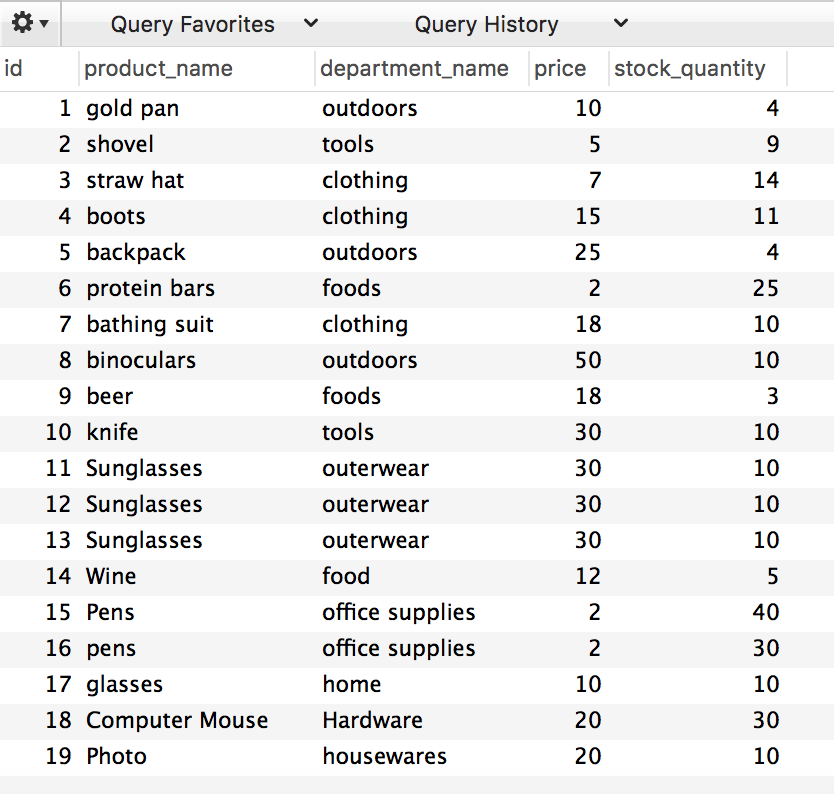 Query Favorites Query History
id product_name department_name price stock_quantity
1 gold pan outdoors 10 4
2 shovel tools 5 9
3 straw hat clothing 7 14
4 boots clothing 15 11
5 backpack outdoors 25 4
6 protein bars foods 2 25
7 bathing suit clothing 18 10
8 binoculars outdoors 50 10
9 beer foods 18 3
10 knife tools 30 10
11 Sunglasses outerwear 30 10
12 Sunglasses outerwear 30 10
13 Sunglasses outerwear 30 10
14 Wine food 12 5
15 Pens office supplies 2 40
16 pens office supplies 2 30
17 glasses home 10 10
18 Computer Mouse Hardware 20 30
19 Photo housewares 20 10